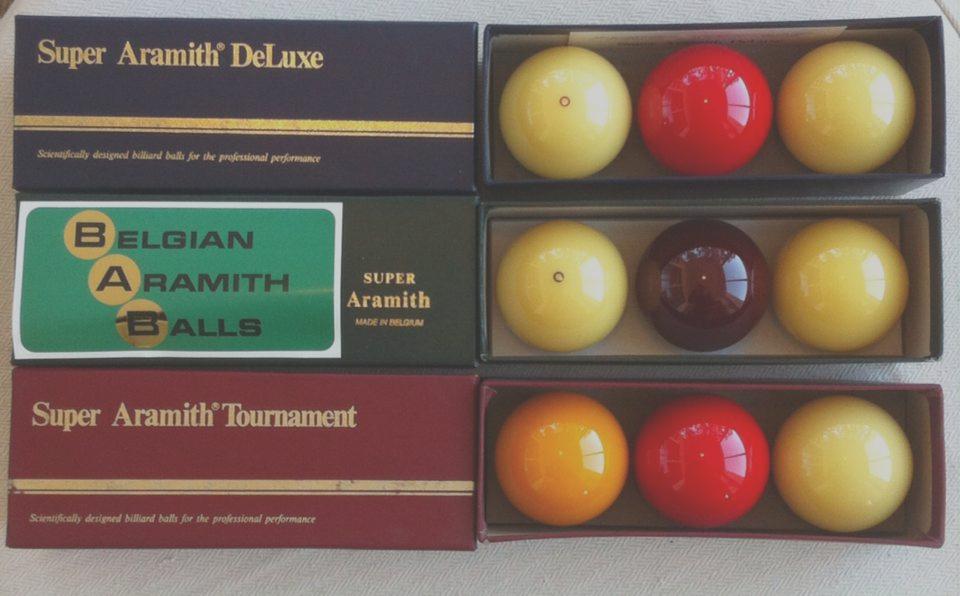 Super Aramith® DeLuxe
Scientifically designed billiard balls for the professional performance
BELGIAN
ARAMITH
BALLS
SUPER
Aramith
MADE IN BELGIUM
Super Aramith® Tournament
Scientifically designed billiard balls for the professional performance